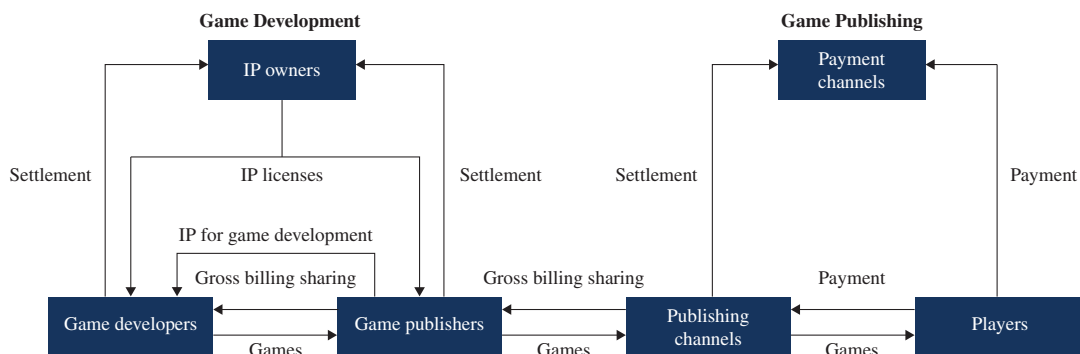 Game Development
Game Publishing
IP owners
Payment
channels
Settlement
IP licenses
Settlement
Settlement
Payment
IP for game development
Gross billing sharing
Gross billing sharing
Payment
Game developers
Game publishers
Publishing
channels
Players
Games
Games
Games